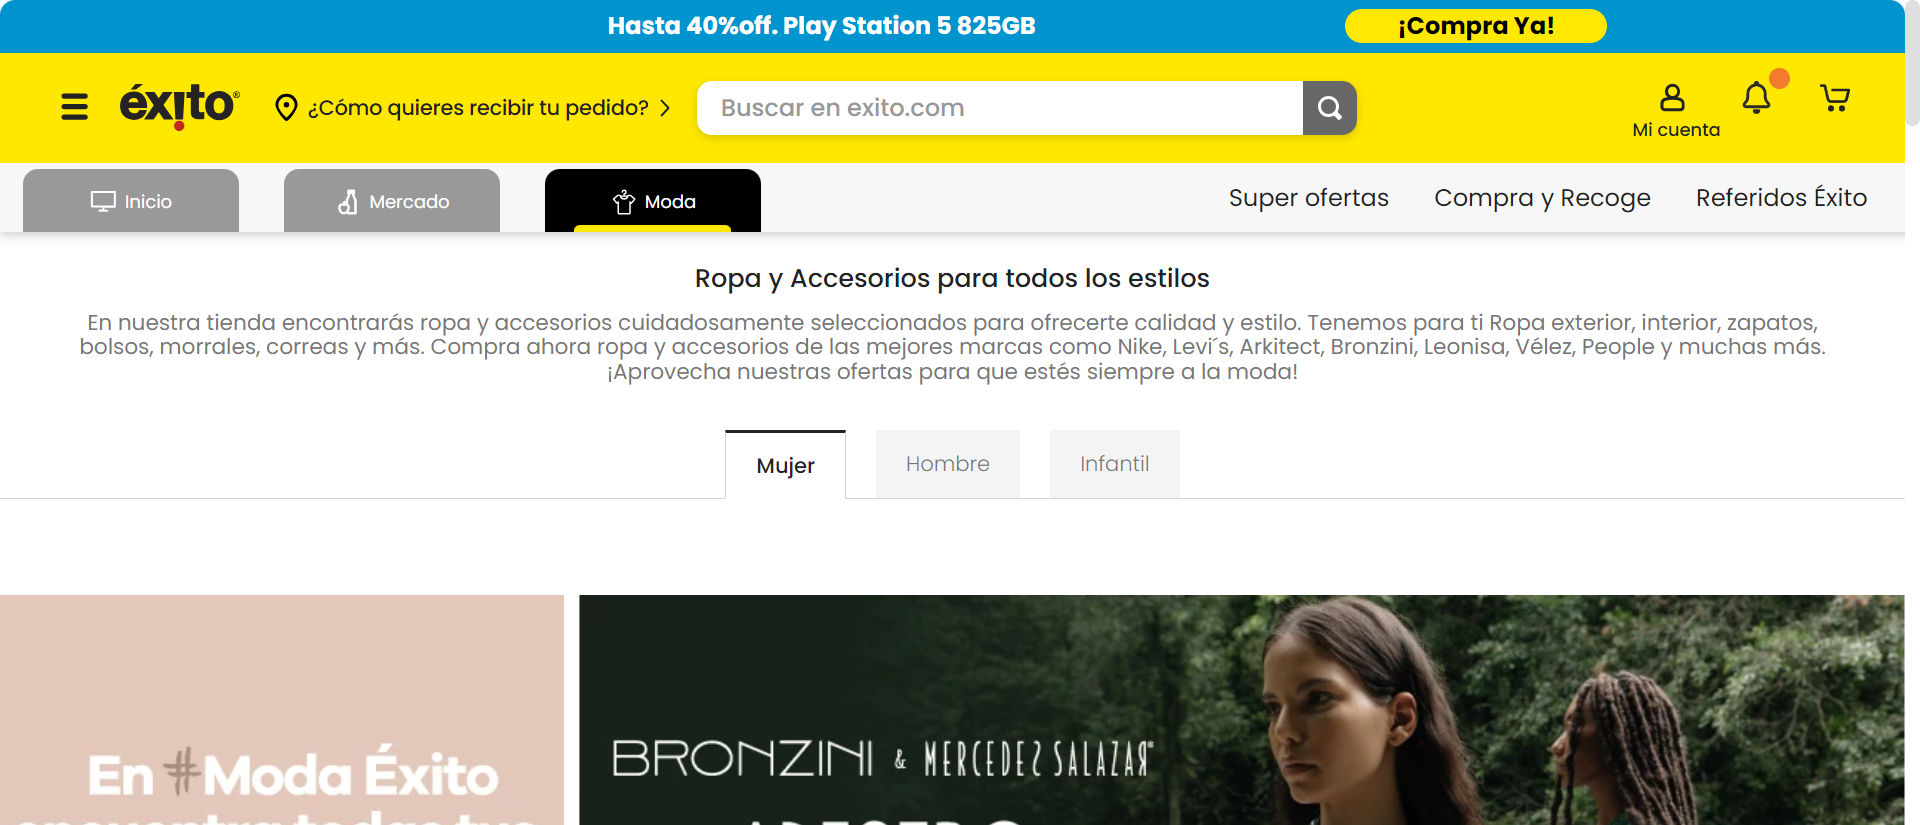 Hasta 40%off. Play Station 5 825GB
¡Compra Ya!
éxito®
¿Cómo quieres recibir tu pedido?
Buscar en exito.com
Mi cuenta
Inicio
Mercado
Moda
Super ofertas
Compra y Recoge
Referidos Éxito
Ropa y Accesorios para todos los estilos
En nuestra tienda encontrarás ropa y accesorios cuidadosamente seleccionados para ofrecerte calidad y estilo. Tenemos para ti Ropa exterior, interior, zapatos,
bolsos, morrales, correas y más. Compra ahora ropa y accesorios de las mejores marcas como Nike, Levi´s, Arkitect, Bronzini, Leonisa, Vélez, People y muchas más.
¡Aprovecha nuestras ofertas para que estés siempre a la moda!
Mujer
Hombre
Infantil
En #Moda Éxito
BRONZINI & MERCEDES SALAZAR®